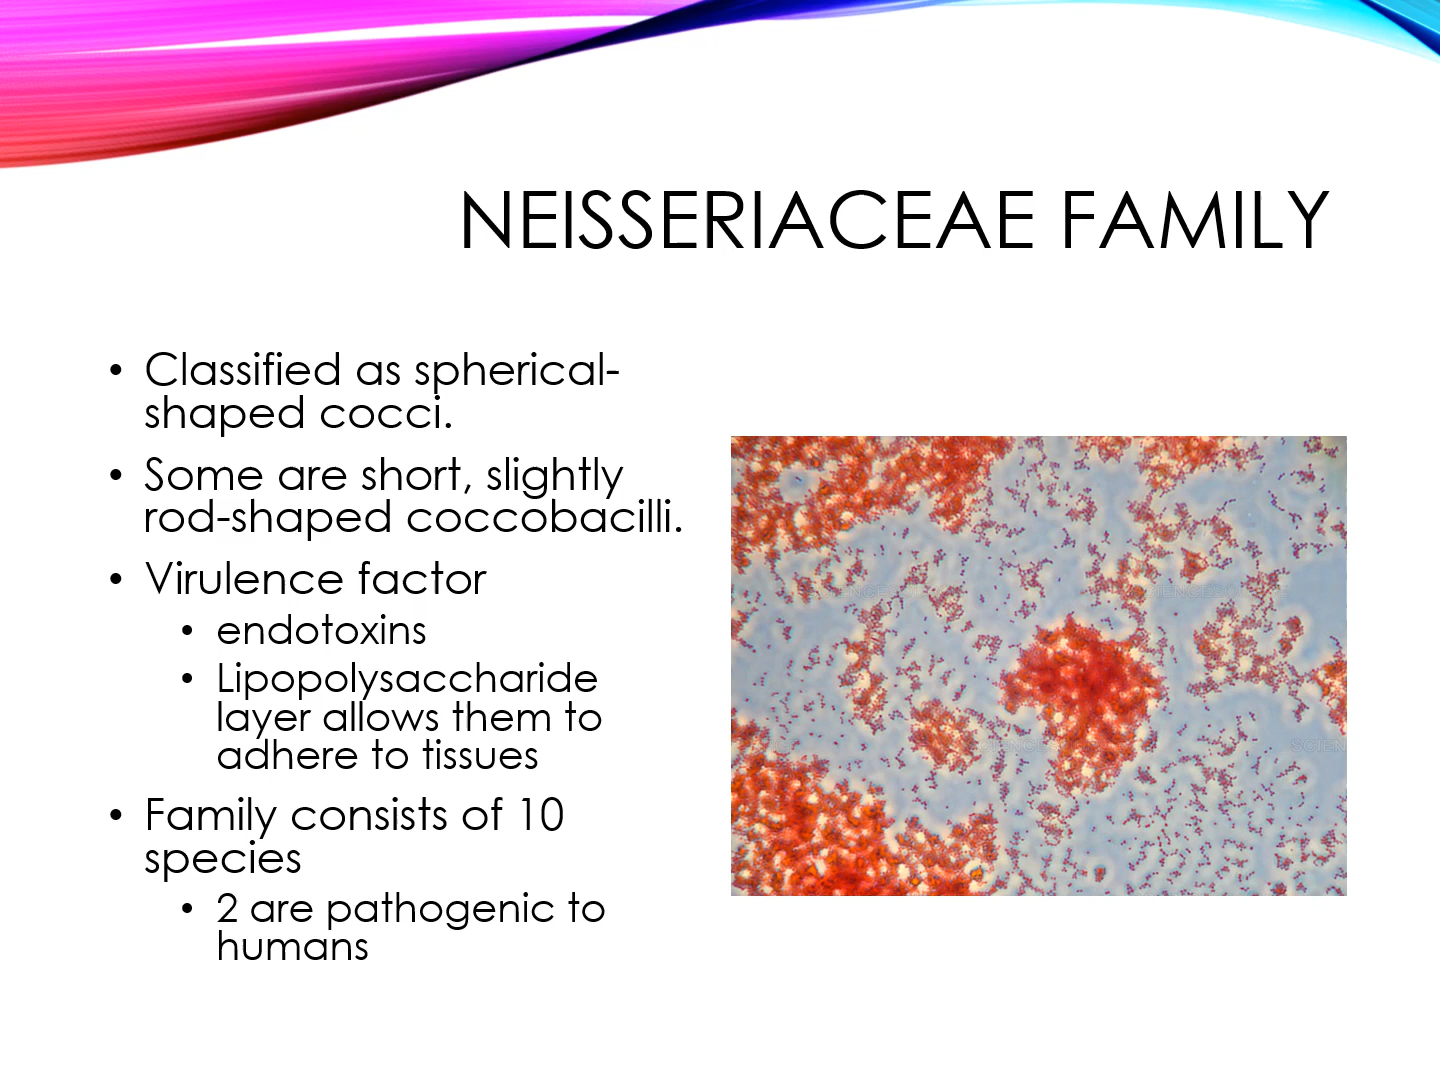 NEISSERIACEAE FAMILY
• Classified as spherical-
shaped cocci.
• Some are short, slightly
rod-shaped coccobacilli.
• Virulence factor
• endotoxins
• Lipopolysaccharide
layer allows them to
adhere to tissues
• Family consists of 10
species
• 2 are pathogenic to
humans